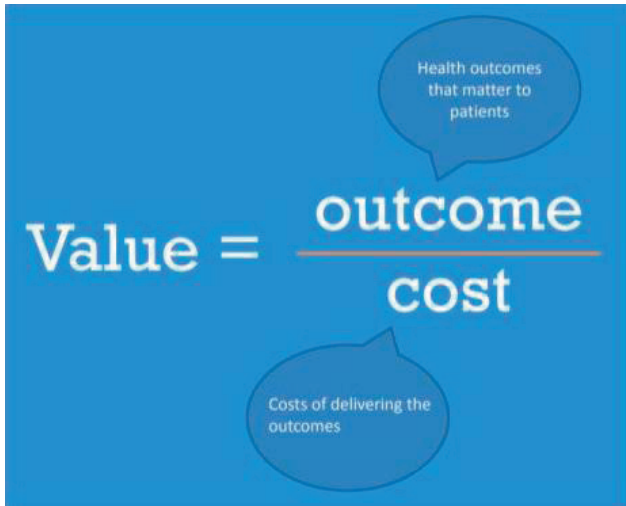 Health outcomes
that matter to
patients
Value = outcome
cost
Costs of delivering the
outcomes